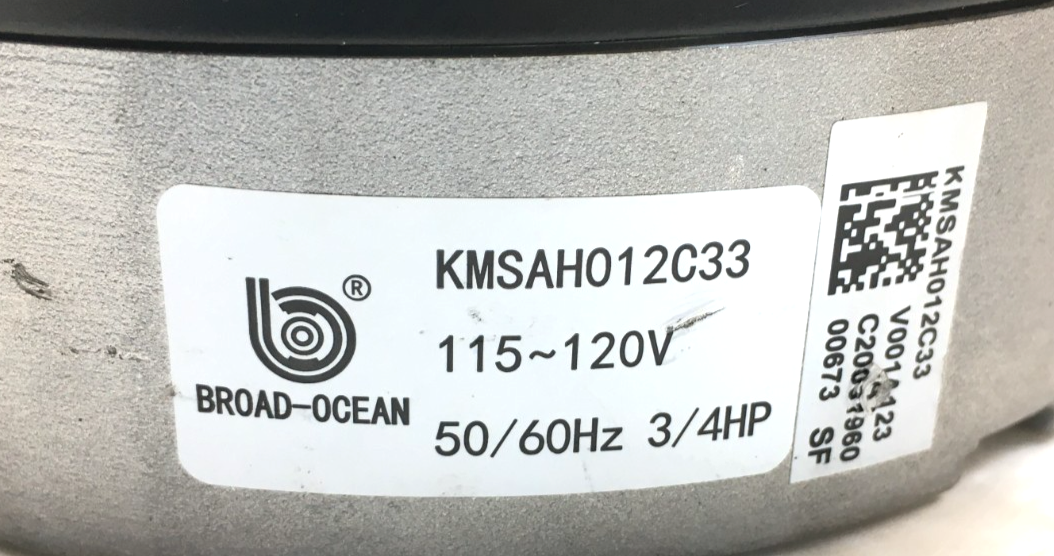 KMSAH012C33
115~120V
50/60Hz 3/4HP
®
BROAD-OCEAN
KMSAH012C33
00673 SF